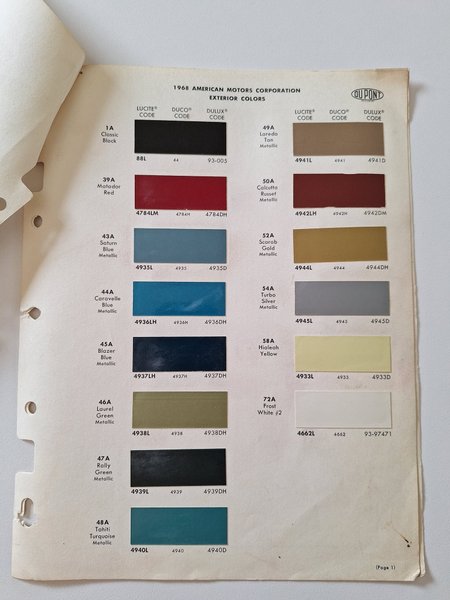 1968 AMERICAN MOTORS CORPORATION
EXTERIOR COLORS
DU PONT
LUCITE® CODE DUCO® CODE DULUX® CODE
1A
Classic
Black
88L 44 93-005
39A
Matador
Red
4784LM 4784H 4784DH
43A
Saturn
Blue
Metallic
4935L 4935 4935D
44A
Caravelle
Blue
Metallic
4936LH 4936H 4936DH
45A
Blazer
Blue
Metallic
4937LH 4937H 4937DH
46A
Laurel
Green
Metallic
4938L 4938 4938DH
47A
Rally
Green
Metallic
4939L 4939 4939DH
48A
Tahiti
Turquoise
Metallic
4940L 4940 4940D
LUCITE® CODE DUCO® CODE DULUX® CODE
49A
Laredo
Tan
Metallic
4941L 4941 4941D
50A
Calcutta
Russet
Metallic
4942LH 4942H 4942DM
52A
Scarab
Gold
Metallic
4944L 4944 4944DH
54A
Turbo
Silver
Metallic
4945L 4945 4945D
58A
Hialeah
Yellow
4933L 4933 4933D
72A
Frost
White #2
4662L 4662 93-97471
(Page 1)